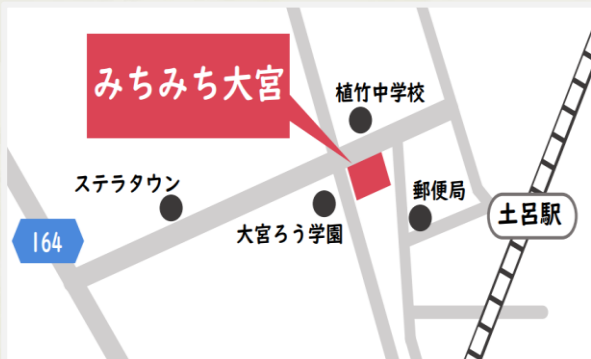 みちみち大宮
植竹中学校
ステラタウン
郵便局
大宮ろう学園
土呂駅
164